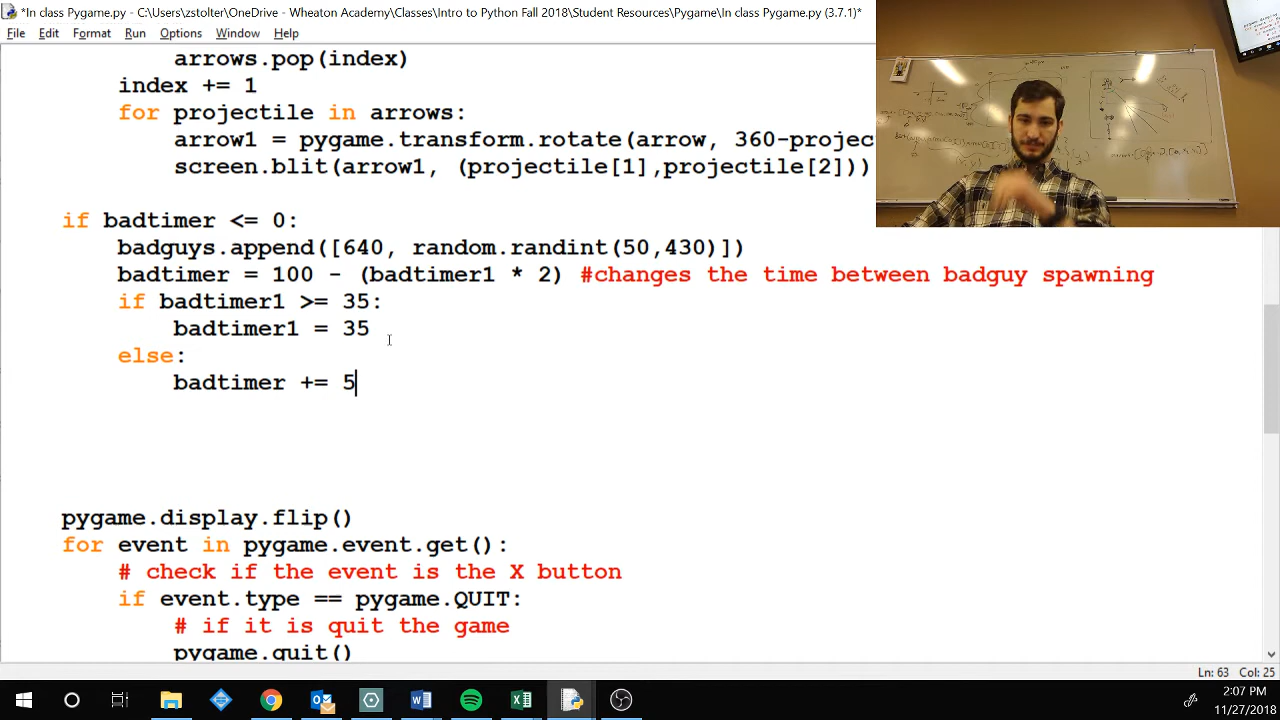 *In class Pygame.py - C:\Users\zstolter\OneDrive - Wheaton Academy\Classes\Intro to Python Fall 2018\Student Resources\Pygame\In class Pygame.py (3.7.1)*
File Edit Format Run Options Window Help
arrows.pop(index)
index += 1
for projectile in arrows:
arrow1 = pygame.transform.rotate(arrow, 360-projec
screen.blit(arrow1, (projectile[1],projectile[2]))
if badtimer <= 0:
badguys.append([640, random.randint(50,430)])
badtimer = 100 - (badtimer1 * 2) #changes the time between badguy spawning
if badtimer1 >= 35:
badtimer1 = 35
else:
badtimer += 5
pygame.display.flip()
for event in pygame.event.get():
# check if the event is the X button
if event.type == pygame.QUIT:
# if it is quit the game
pygame.quit()
Ln: 63 Col: 25
2:07 PM
11/27/2018